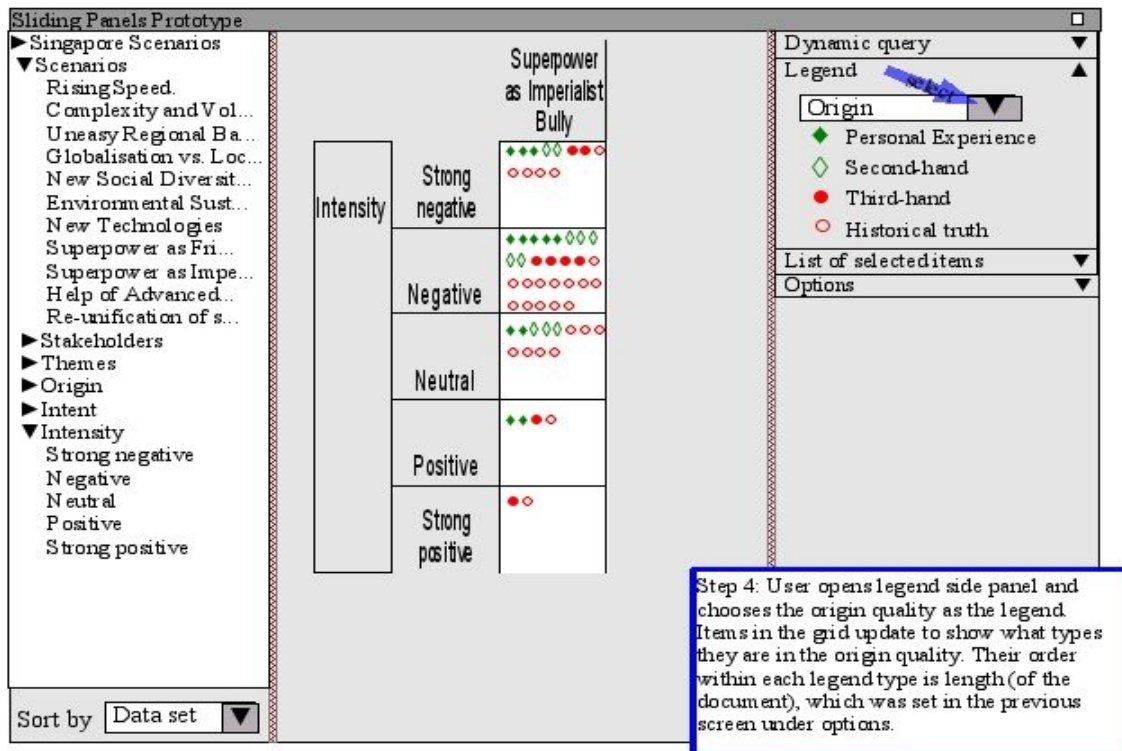 Sliding Panels Prototype
Singapore Scenarios
Scenarios
RisingSpeed.
Complexity and Vol...
Uneasy Regional Ba...
Globalisation vs. Loc...
New Social Diversit...
Environmental Sust...
New Technologies
Superpower as Fri...
Superpower as Impe...
Help of Advanced...
Re-unification of s...
Stakeholders
Themes
Origin
Intent
Intensity
Strong negative
Negative
Neutral
Positive
Strong positive
Sort by Data set
Superpower
as Imperialist
Bully
Intensity
Strong
negative
Negative
Neutral
Positive
Strong
positive
Dynamic query
Legend
select
Origin
Personal Experience
Second-hand
Third-hand
Historical truth
List of selected items
Options
Step 4: User opens legend side panel and
chooses the origin quality as the legend
Items in the grid update to show what types
they are in the origin quality. Their order
within each legend type is length (of the
document), which was set in the previous
screen under options.